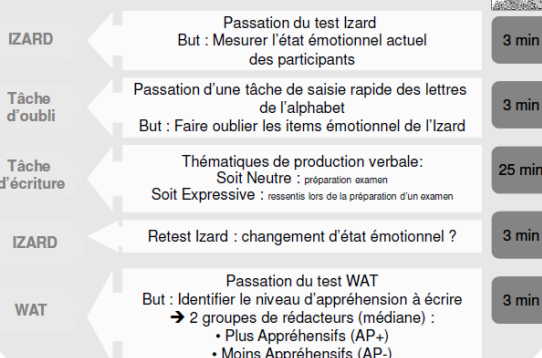 IZARD
Passation du test Izard
But : Mesurer l'état émotionnel actuel
des participants
3 min
Tâche
d'oubli
Passation d'une tâche de saisie rapide des lettres
de l'alphabet
But : Faire oublier les items émotionnel de l'Izard
3 min
Tâche
d'écriture
Thématiques de production verbale:
Soit Neutre : préparation examen
Soit Expressive : ressentis lors de la préparation d'un examen
25 min
IZARD
Retest Izard : changement d'état émotionnel ?
3 min
WAT
Passation du test WAT
But : Identifier le niveau d'appréhension à écrire
➔ 2 groupes de rédacteurs (médiane) :
• Plus Appréhensifs (AP+)
• Moins Appréhensifs (AP-)
3 min